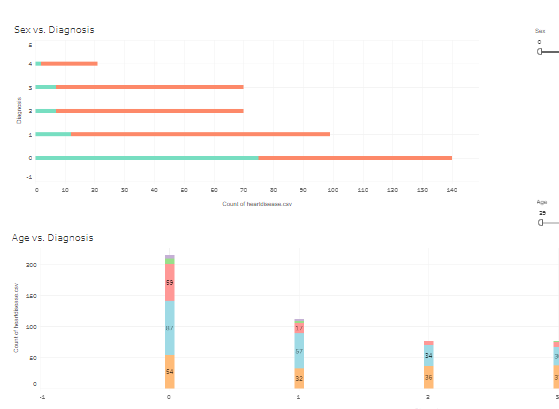 Sex vs. Diagnosis
Sex
0
5
4
3
2
1
0
-1
Diagnosis
0 10 20 30 40 50 60 70 80 90 100 110 120 130 140
Count of heartdisease.csv
Age
29
Age vs. Diagnosis
200
150
100
50
0
Count of heartdisease.csv
59
87
54
17
57
32
34
36
-1 0 1 2